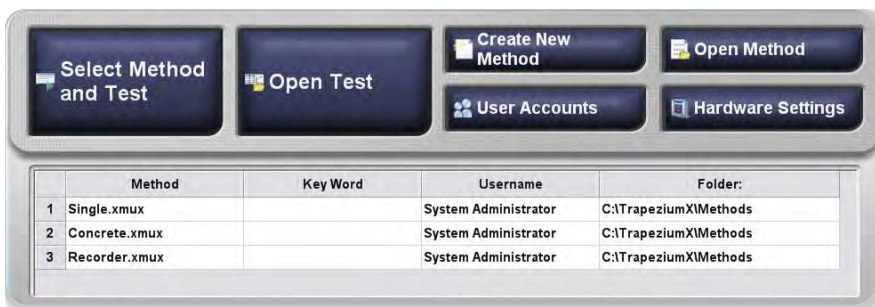 Select Method
and Test
Open Test
Create New
Method
Open Method
User Accounts
Hardware Settings
Method Key Word Username Folder:
1 Single.xmux System Administrator C:\TrapeziumX\Methods
2 Concrete.xmux System Administrator C:\TrapeziumX\Methods
3 Recorder.xmux System Administrator C:\TrapeziumX\Methods